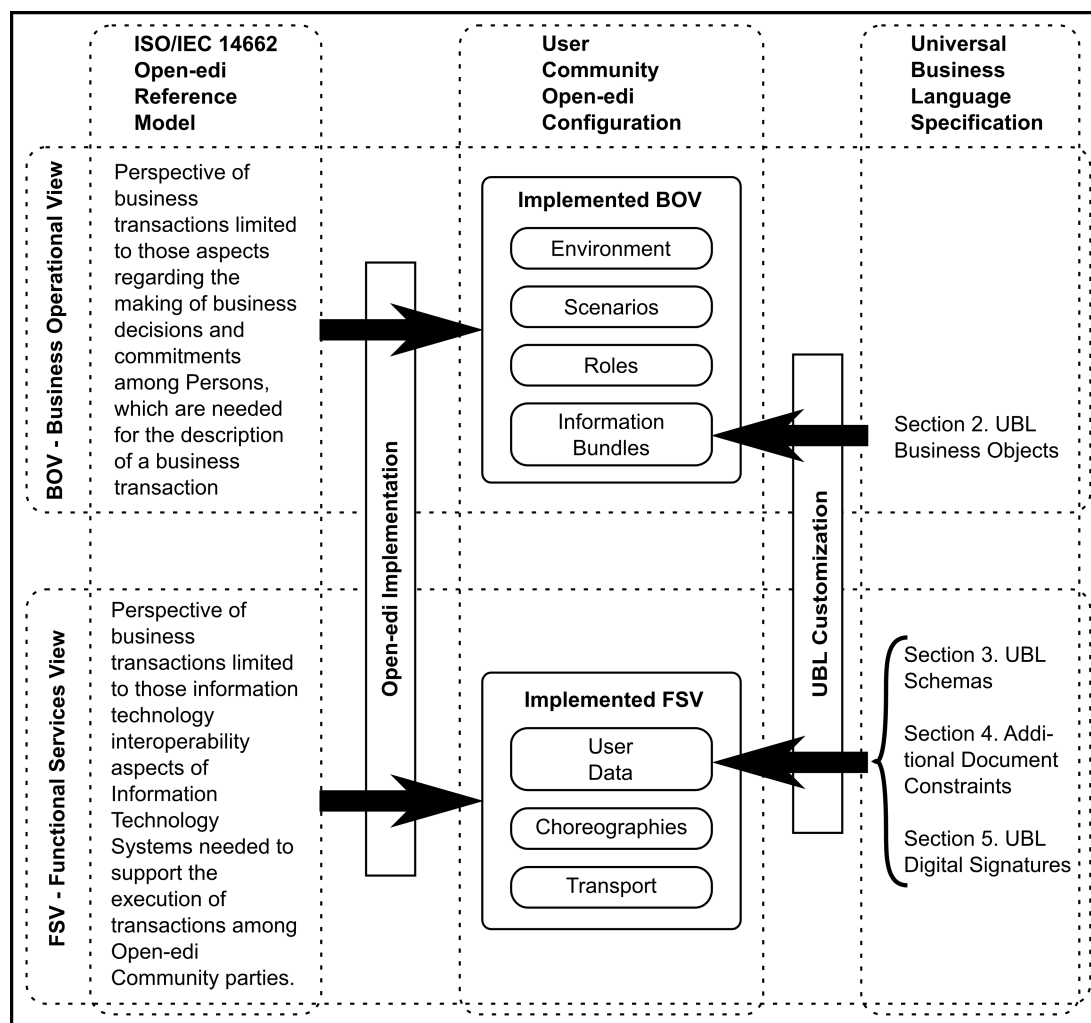 ISO/IEC 14662
Open-edi
Reference
Model
User
Community
Open-edi
Configuration
Universal
Business
Language
Specification
BOV - Business Operational View
Perspective of
business
transactions limited
to those aspects
regarding the
making of business
decisions and
commitments
among Persons,
which are needed
for the description
of a business
transaction
Open-edi Implementation
Implemented BOV
Environment
Scenarios
Roles
Information
Bundles
UBL Customization
Section 2. UBL
Business Objects
FSV - Functional Services View
Perspective of
business
transactions limited
to those information
technology
interoperability
aspects of
Information
Technology
Systems needed to
support the
execution of
transactions among
Open-edi
Community parties.
Implemented FSV
User
Data
Choreographies
Transport
Section 3. UBL
Schemas
Section 4. Addi-
tional Document
Constraints
Section 5. UBL
Digital Signatures